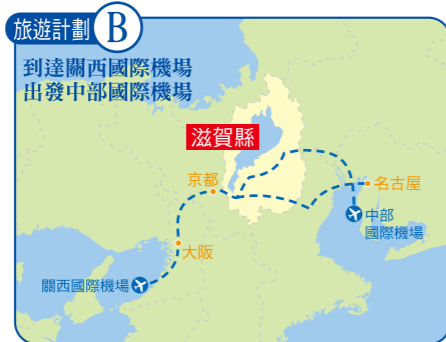 旅遊計劃 B
到達關西國際機場
出發中部國際機場
滋賀縣
京都
名古屋
中部
國際機場
大阪
關西國際機場